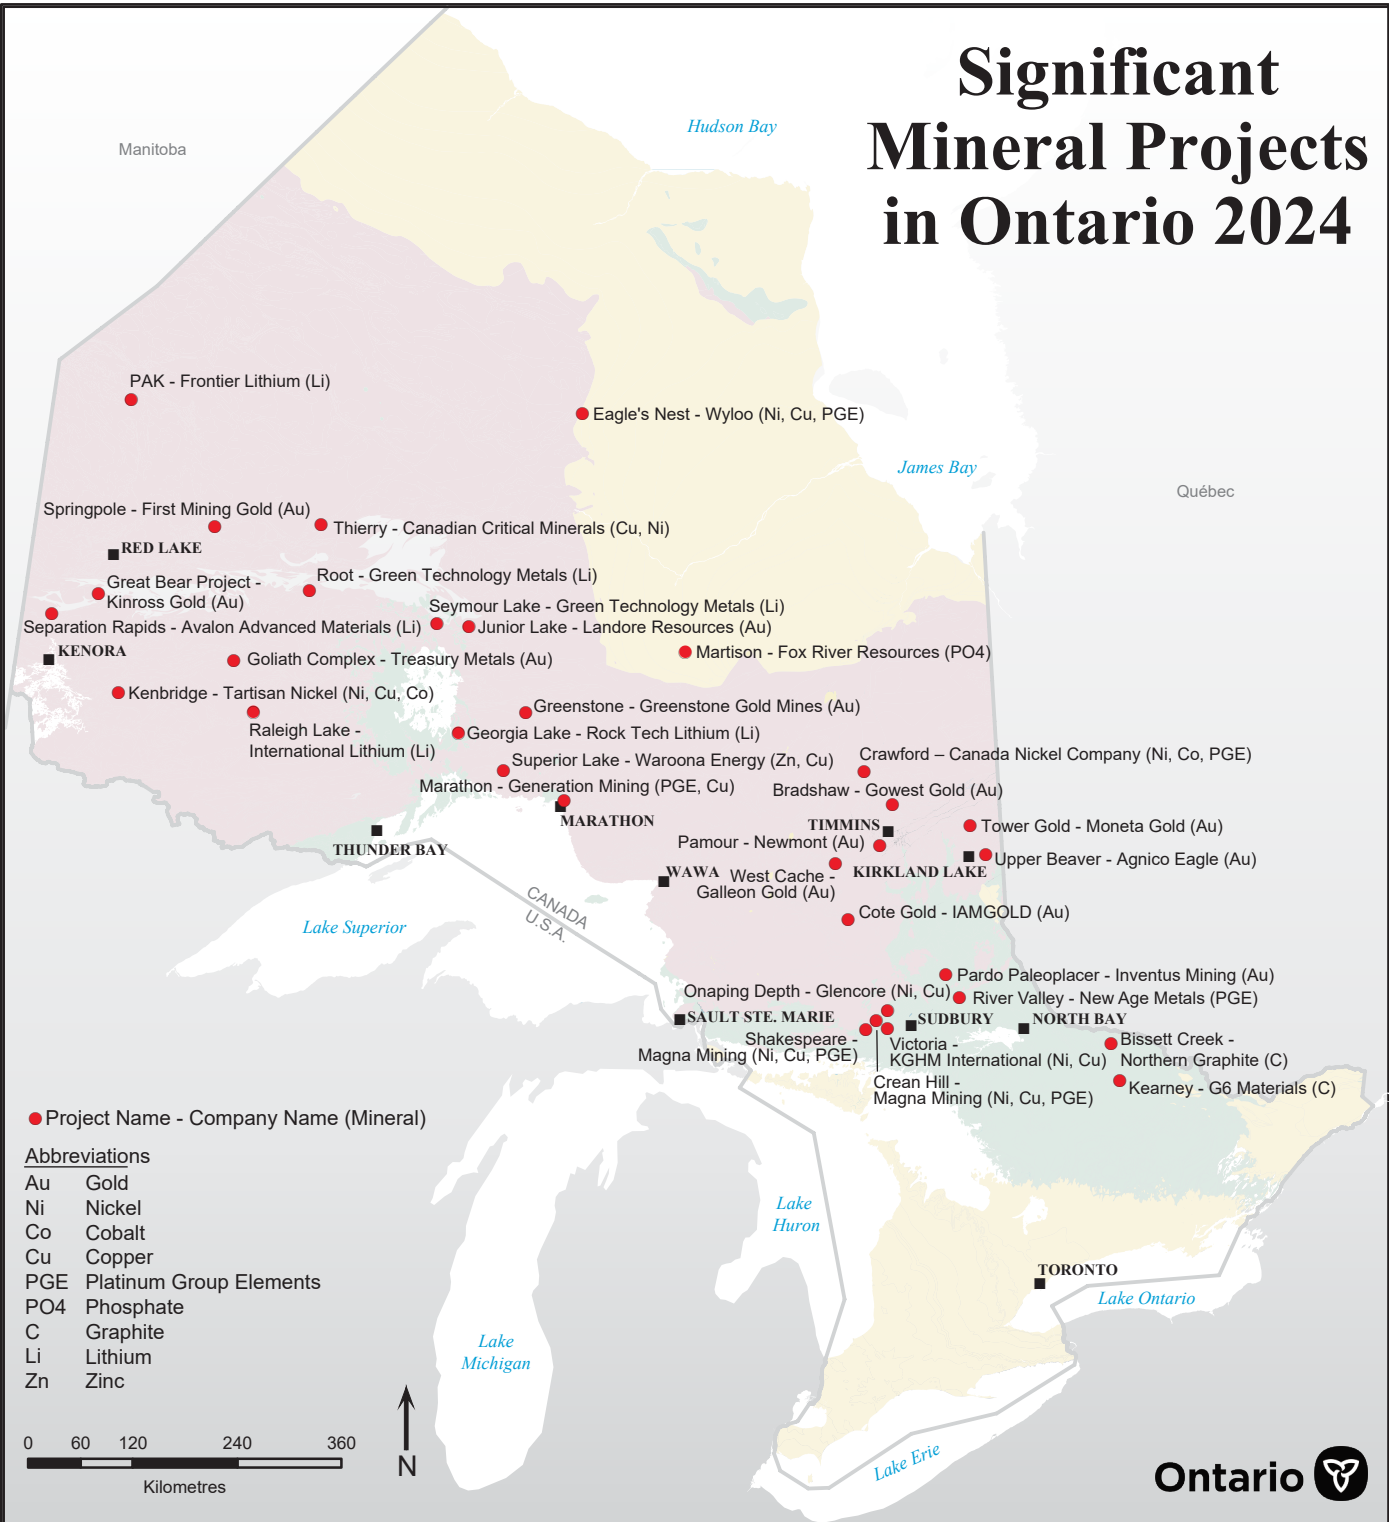 Significant
Mineral Projects
in Ontario 2024
Hudson Bay
Manitoba
PAK - Frontier Lithium (Li)
Eagle's Nest - Wyloo (Ni, Cu, PGE)
James Bay
Québec
Springpole - First Mining Gold (Au)
Thierry - Canadian Critical Minerals (Cu, Ni)
RED LAKE
Great Bear Project -
Kinross Gold (Au)
Root - Green Technology Metals (Li)
Seymour Lake - Green Technology Metals (Li)
Separation Rapids - Avalon Advanced Materials (Li)
Junior Lake - Landore Resources (Au)
KENORA
Goliath Complex - Treasury Metals (Au)
Martison - Fox River Resources (PO4)
Kenbridge - Tartisan Nickel (Ni, Cu, Co)
Greenstone - Greenstone Gold Mines (Au)
Raleigh Lake -
International Lithium (Li)
Georgia Lake - Rock Tech Lithium (Li)
Superior Lake - Waroona Energy (Zn, Cu)
Crawford – Canada Nickel Company (Ni, Co, PGE)
Marathon - Generation Mining (PGE, Cu)
Bradshaw - Gowest Gold (Au)
MARATHON
TIMMINS
Tower Gold - Moneta Gold (Au)
THUNDER BAY
Pamour - Newmont (Au)
Upper Beaver - Agnico Eagle (Au)
WAWA
West Cache -
Galleon Gold (Au)
KIRKLAND LAKE
CANADA
U.S.A.
Cote Gold - IAMGOLD (Au)
Lake Superior
Pardo Paleoplacer - Inventus Mining (Au)
Onaping Depth - Glencore (Ni, Cu)
River Valley - New Age Metals (PGE)
SAULT STE. MARIE
SUDBURY
NORTH BAY
Shakespeare -
Magna Mining (Ni, Cu, PGE)
Victoria -
KGHM International (Ni, Cu)
Bissett Creek -
Northern Graphite (C)
Crean Hill -
Magna Mining (Ni, Cu, PGE)
Kearney - G6 Materials (C)
Project Name - Company Name (Mineral)
Abbreviations
Au Gold
Ni Nickel
Co Cobalt
Cu Copper
PGE Platinum Group Elements
PO4 Phosphate
C Graphite
Li Lithium
Zn Zinc
Lake
Huron
TORONTO
Lake Ontario
Lake
Michigan
Lake Erie
0 60 120 240 360
Kilometres
N
Ontario